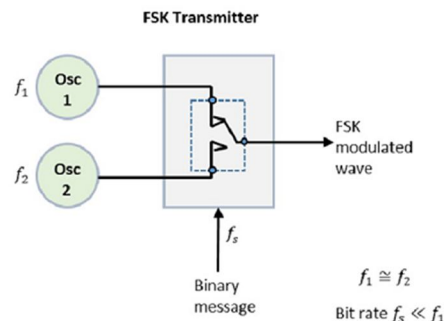 FSK Transmitter
f₁
Osc
1
FSK
modulated
wave
f₂
Osc
2
fₛ
Binary
message
f₁ ≅ f₂
Bit rate fₛ ≪ f₁